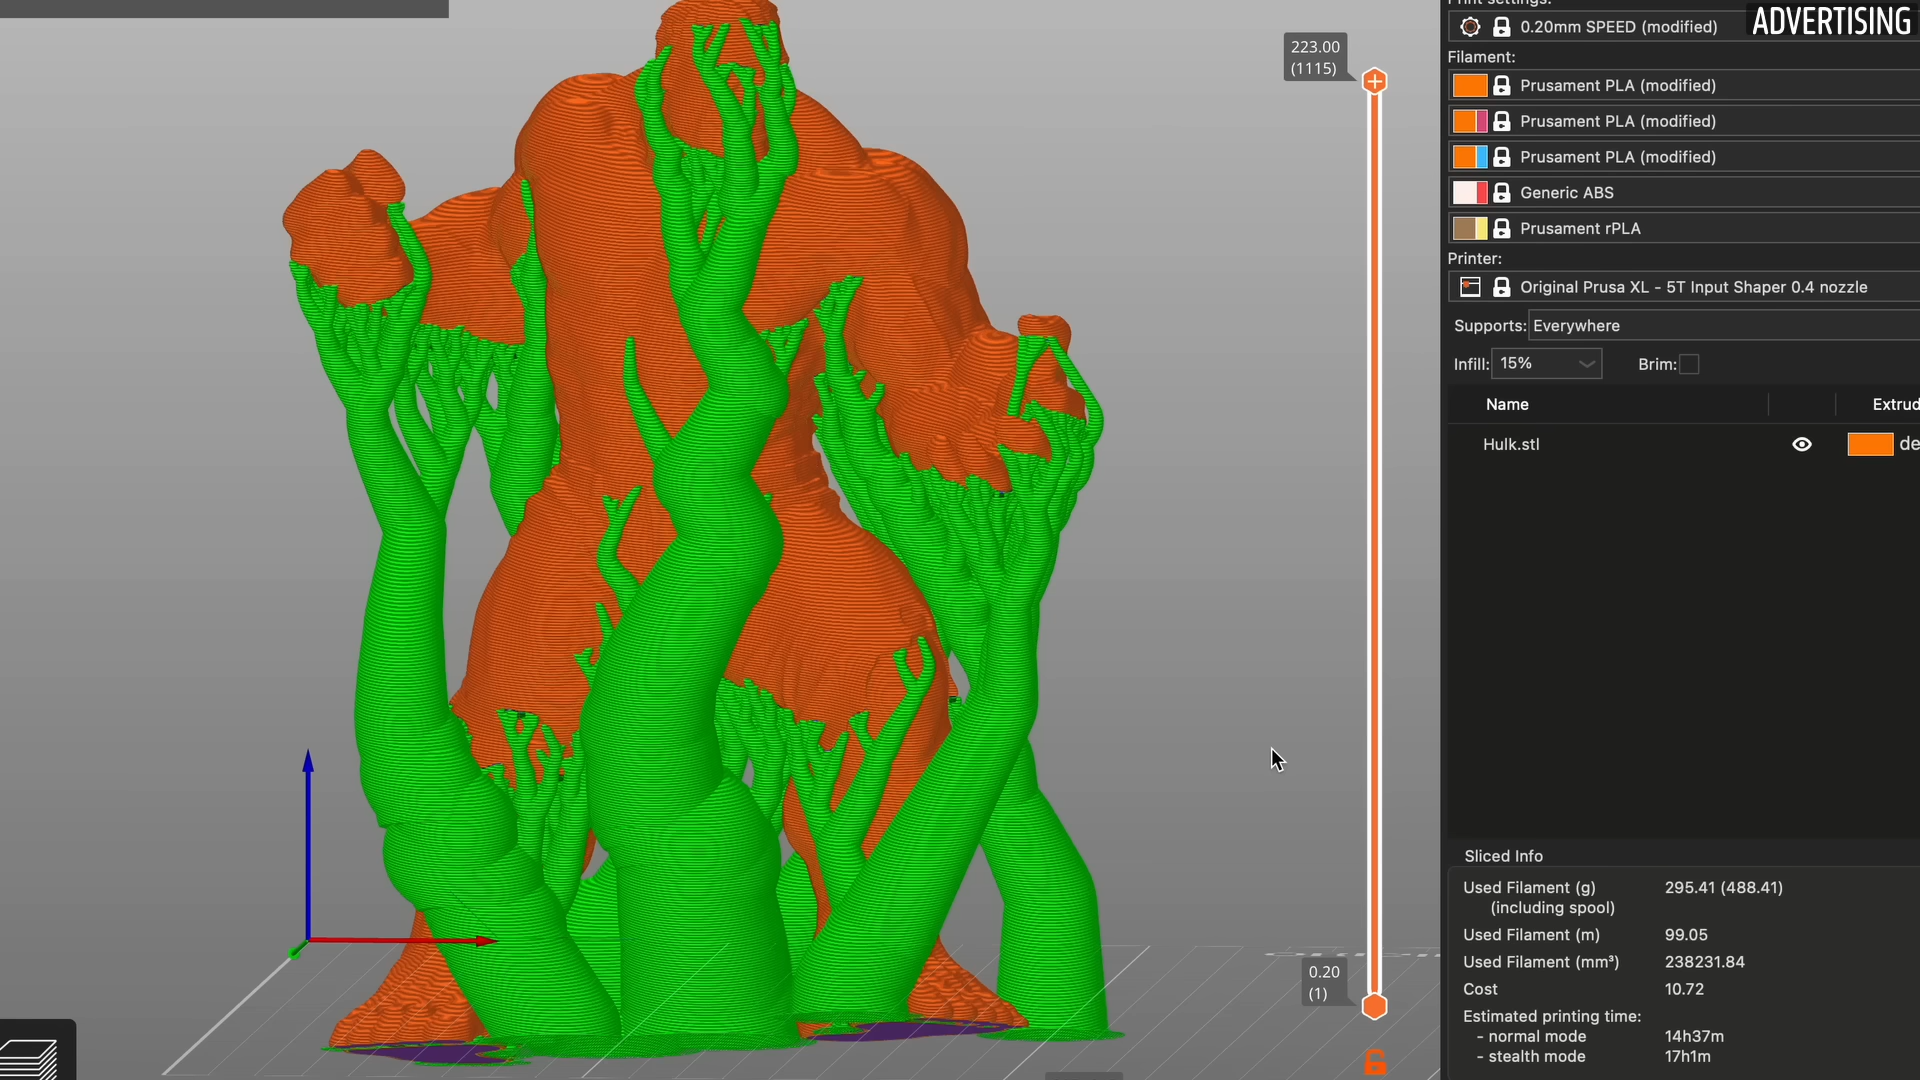 Print settings:
ADVERTISING
0.20mm SPEED (modified)
Filament:
Prusament PLA (modified)
Prusament PLA (modified)
Prusament PLA (modified)
Generic ABS
Prusament rPLA
Printer:
Original Prusa XL - 5T Input Shaper 0.4 nozzle
Supports: Everywhere
Infill: 15% Brim:
Name Extrud
Hulk.stl de
223.00
(1115)
0.20
(1)
Sliced Info
Used Filament (g) 295.41 (488.41)
(including spool)
Used Filament (m) 99.05
Used Filament (mm³) 238231.84
Cost 10.72
Estimated printing time:
- normal mode 14h37m
- stealth mode 17h1m